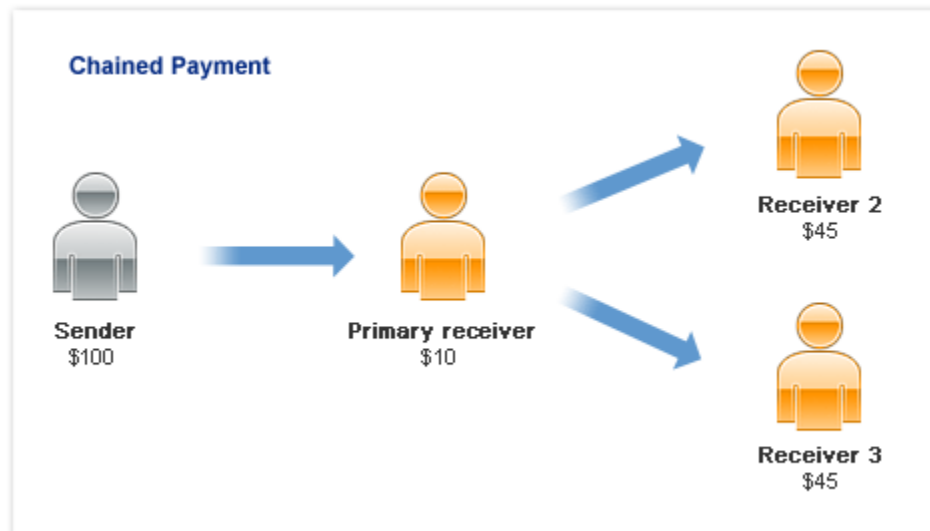 Chained Payment
Sender
$100
Primary receiver
$10
Receiver 2
$45
Receiver 3
$45